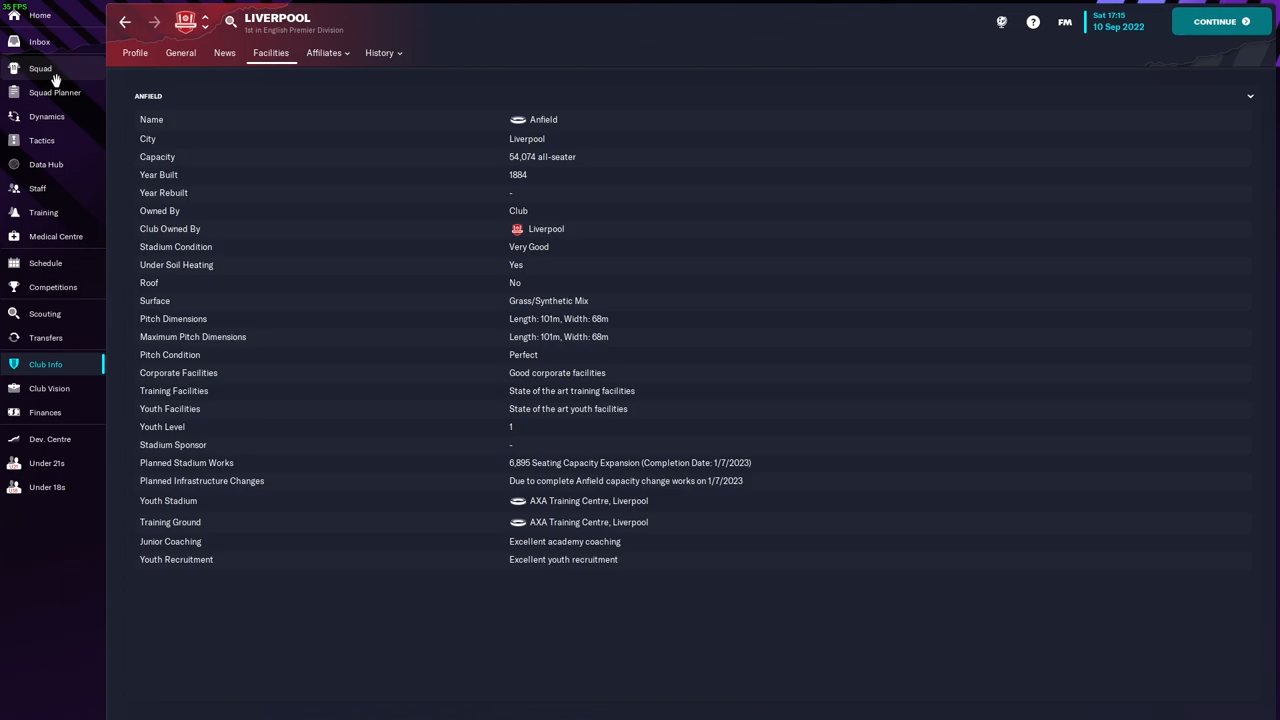 35 FPS
Home
Inbox
Squad
Squad Planner
Dynamics
Tactics
Data Hub
Staff
Training
Medical Centre
Schedule
Competitions
Scouting
Transfers
Club Info
Club Vision
Finances
Dev. Centre
Under 21s
Under 18s
LIVERPOOL
1st in English Premier Division
FM
Sat 17:15
10 Sep 2022
CONTINUE
Profile General News Facilities Affiliates History
ANFIELD
Name Anfield
City Liverpool
Capacity 54,074 all-seater
Year Built 1884
Year Rebuilt -
Owned By Club
Club Owned By Liverpool
Stadium Condition Very Good
Under Soil Heating Yes
Roof No
Surface Grass/Synthetic Mix
Pitch Dimensions Length: 101m, Width: 68m
Maximum Pitch Dimensions Length: 101m, Width: 68m
Pitch Condition Perfect
Corporate Facilities Good corporate facilities
Training Facilities State of the art training facilities
Youth Facilities State of the art youth facilities
Youth Level 1
Stadium Sponsor -
Planned Stadium Works 6,895 Seating Capacity Expansion (Completion Date: 1/7/2023)
Planned Infrastructure Changes Due to complete Anfield capacity change works on 1/7/2023
Youth Stadium AXA Training Centre, Liverpool
Training Ground AXA Training Centre, Liverpool
Junior Coaching Excellent academy coaching
Youth Recruitment Excellent youth recruitment